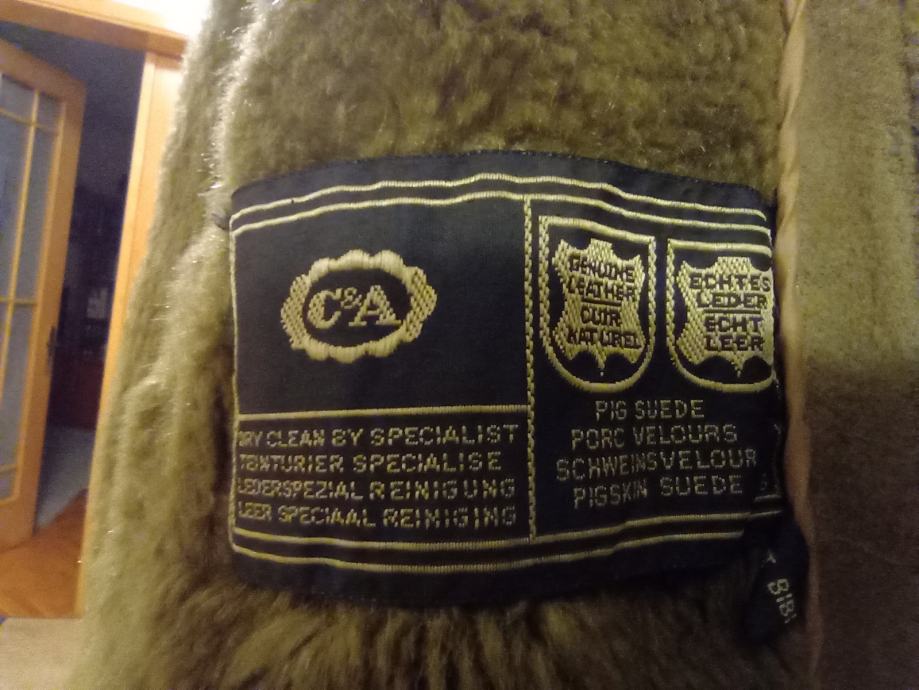 C&A
DRY CLEAN BY SPECIALIST
TEINTURIER SPECIALISE
LEDERSPEZIAL REINIGUNG
LEER SPECIAAL REINIGING
GENUINE
LEATHER
CUIR
NATUREL
ECHTES
LEDER
ECHT
LEER
PIG SUEDE
PORC VELOURS
SCHWEINSVELOUR
PIGSKIN SUEDE